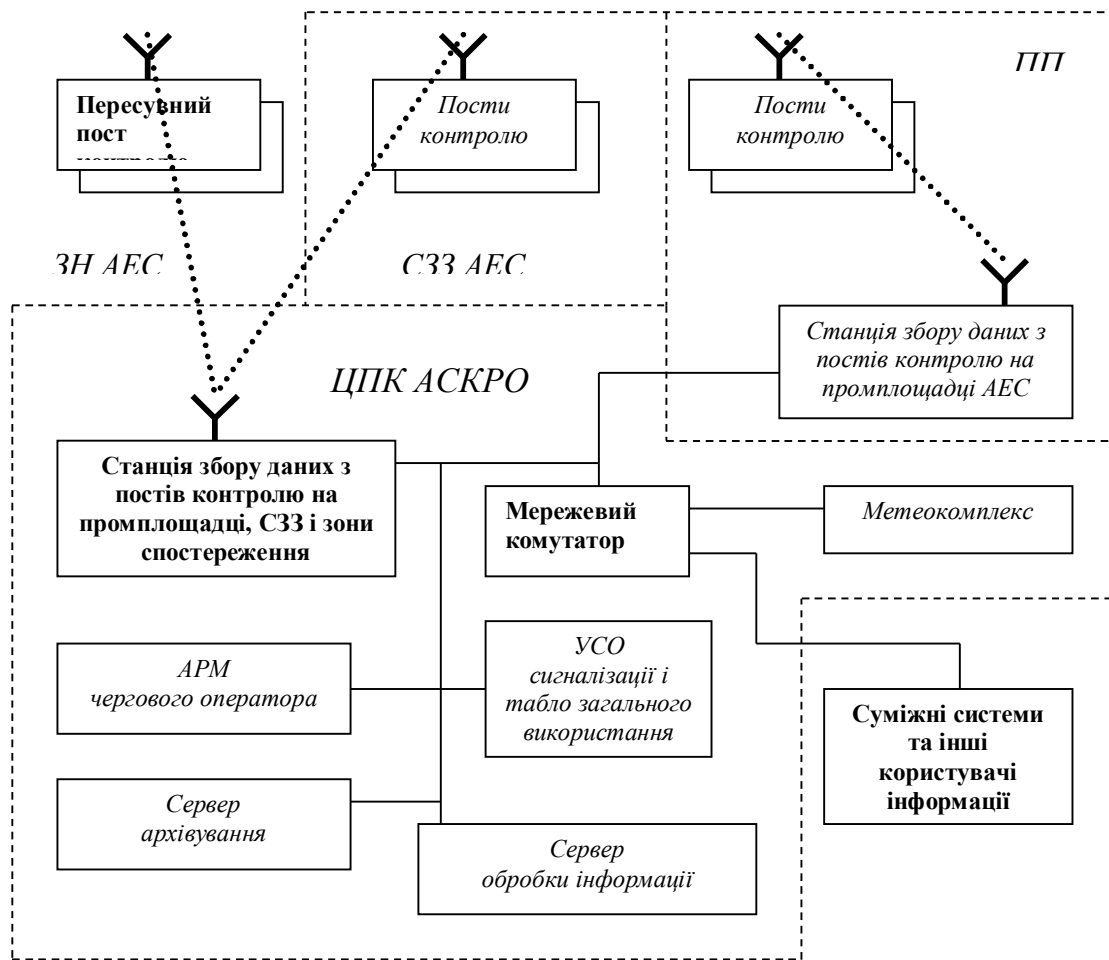 ПП
Пересувний
пост
контролю
Пости
контролю
Пости
контролю
ЗН АЕС
СЗЗ АЕС
Станція збору даних з
постів контролю на
промплощадці АЕС
ЦПК АСКРО
Станція збору даних з
постів контролю на
промплощадці, СЗЗ і зони
спостереження
Мережевий
комутатор
Метеокомплекс
АРМ
чергового оператора
УСО
сигналізації і
табло загального
використання
Суміжні системи
та інші
користувачі
інформації
Сервер
архівування
Сервер
обробки інформації